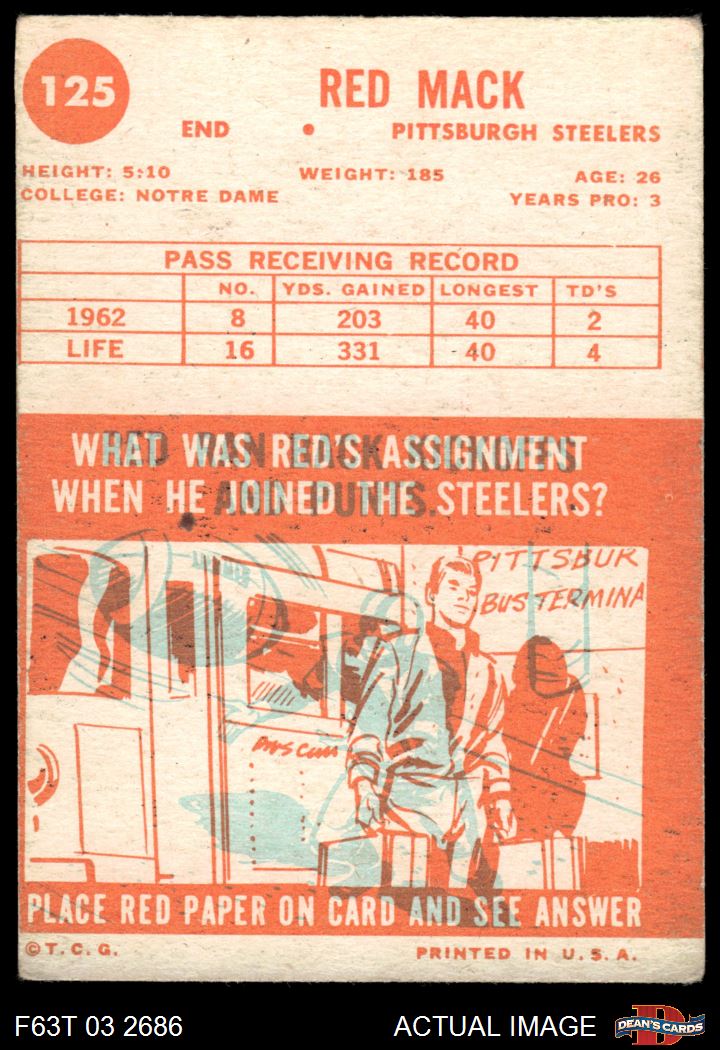 125
RED MACK
END • PITTSBURGH STEELERS
HEIGHT: 5:10 WEIGHT: 185 AGE: 26
COLLEGE: NOTRE DAME YEARS PRO: 3
PASS RECEIVING RECORD
NO. YDS. GAINED LONGEST TD'S
1962 8 203 40 2
LIFE 16 331 40 4
WHAT WAS RED'S ASSIGNMENT
WHEN HE JOINED THE STEELERS?
AND PUNTS.
PITTSBUR
BUS TERMINA
PLACE RED PAPER ON CARD AND SEE ANSWER
©T.C.G. PRINTED IN U.S.A.
F63T 03 2686 ACTUAL IMAGE
D
DEAN'S CARDS